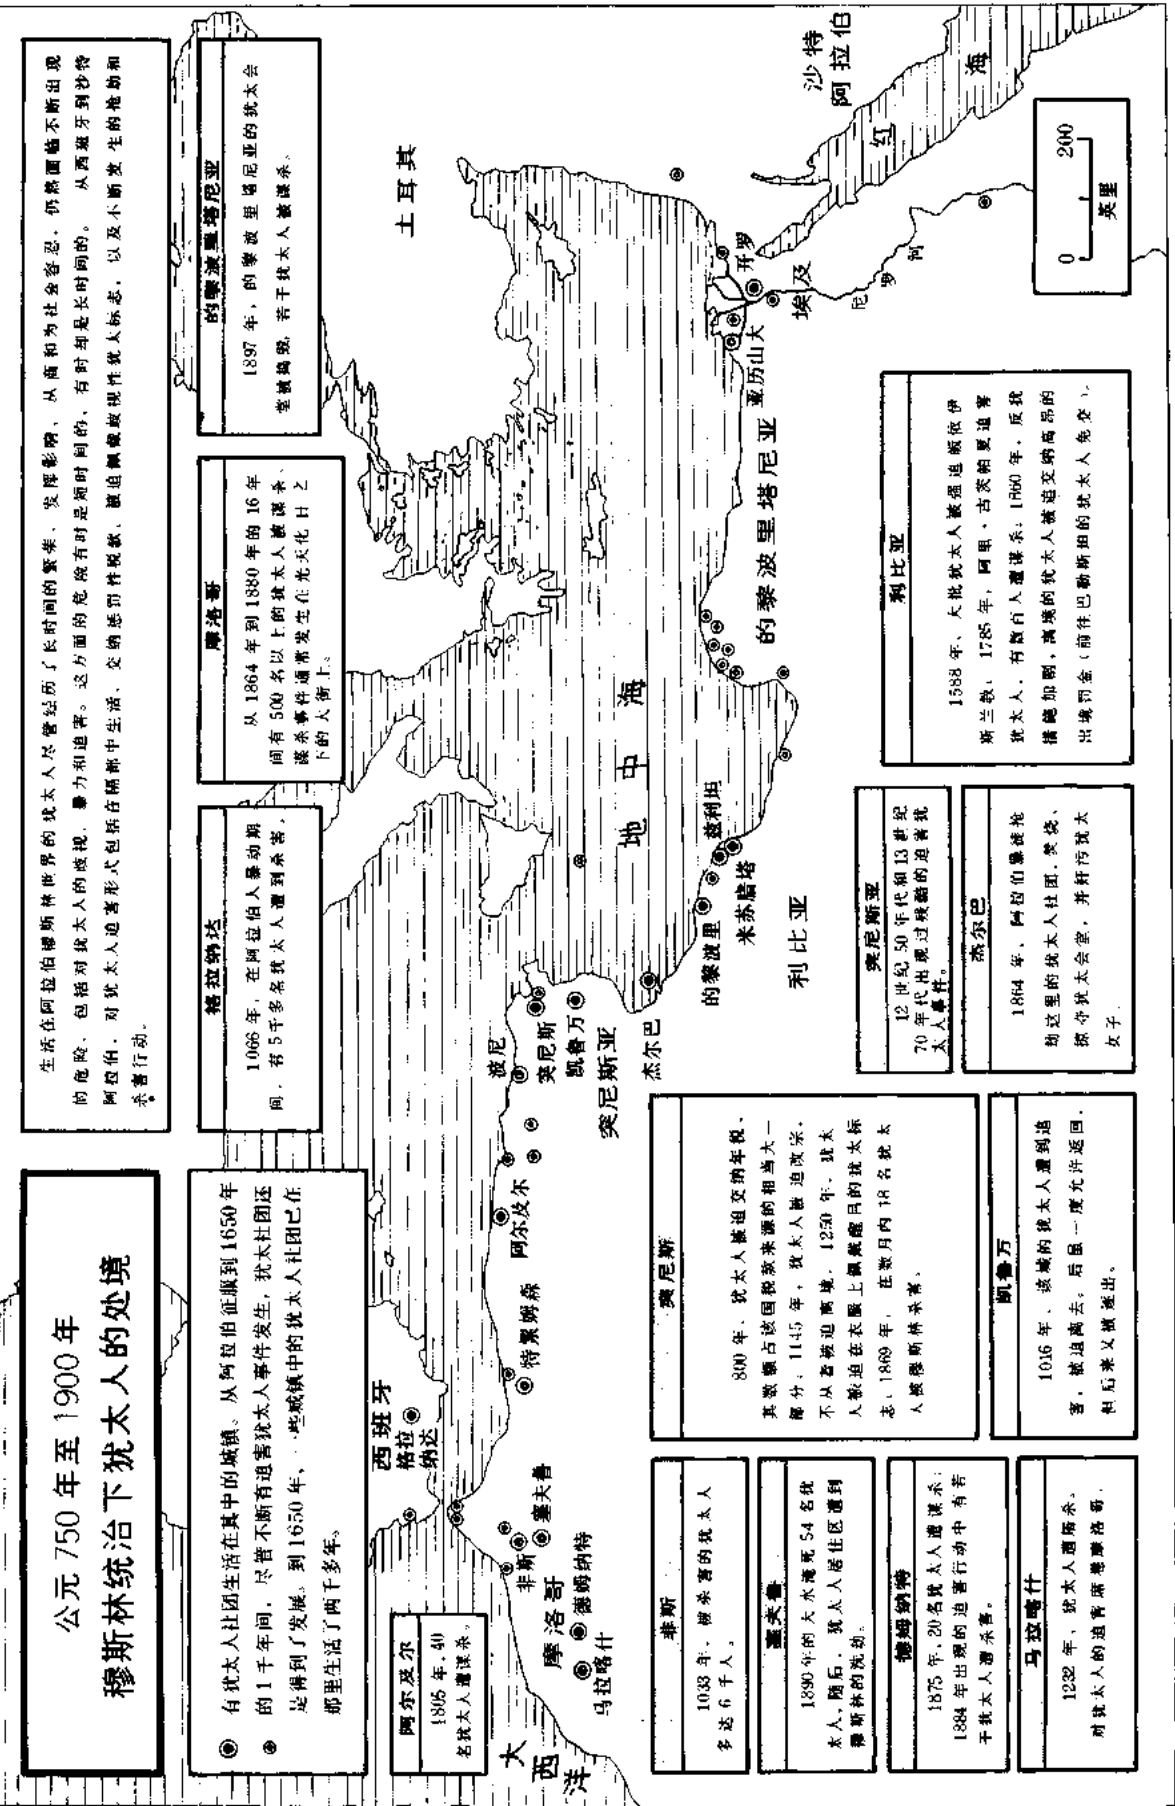 公元 750 年至 1900 年
穆斯林统治下犹太人的处境
生活在阿拉伯穆斯林世界的犹太人尽管经历了长时间的繁荣、发挥影响、从商和为社会容忍，仍然面临不断出现
的危险，包括对犹太人的歧视、暴力和迫害。这方面的危险有时是短时间的，有时却是长时间的。从西班牙到沙特
阿拉伯，对犹太人迫害形式包括在隔都中生活、交纳惩罚性税款、被迫佩戴歧视性犹太标志，以及不断发生的抢劫和
杀害行动。
有犹太人社团生活在其中的城镇。从阿拉伯征服到1650年
的1千年间，尽管不断有迫害犹太人事件发生，犹太社团还
是得到了发展。到1650年，一些城镇中的犹太人社团已在
那里生活了两千多年。
格拉纳达
1066 年，在阿拉伯人暴动期
间，有5千多名犹太人遭到杀害。
摩洛哥
从 1864 年到 1880 年的 16 年
间有 500 名以上的犹太人被谋杀、
谋杀事件通常发生在光天化日之
下的大街上。
的黎波里塔尼亚
1897 年，的黎波里塔尼亚的犹太会
堂被捣毁，若干犹太人被谋杀。
阿尔及尔
1805 年，40
名犹太人遭谋杀。
土耳其
沙特
阿拉伯
红
海
西班牙
格拉
纳达
地
中
海
大
西
洋
波尼
突尼斯
凯鲁万
突尼斯亚
杰尔巴
阿尔及尔
特累姆森
塞夫鲁
非斯
摩洛哥
德姆纳特
马拉喀什
的黎波里
兹利坦
米苏腊塔
利比亚
的黎波里塔尼亚
亚历山大
开罗
埃及
尼
罗
河
0
200
英里
非斯
1033 年，被杀害的犹太人
多达 6 千人。
塞夫鲁
1890年的大水淹死54名犹
太人，随后，犹太人居住区遭到
穆斯林的洗劫。
德姆纳特
1875 年，20 名犹太人遭谋杀；
1884 年出现的迫害行动中有若
干犹太人遭杀害。
马拉喀什
1232 年，犹太人遭屠杀。
对犹太人的迫害席卷摩洛哥。
突尼斯
800 年，犹太人被迫交纳年税，
其数额占该国税款来源的相当大一
部分。1145 年，犹太人被迫改宗，
不从者被迫离境。1250 年，犹太
人被迫在衣服上佩戴醒目的犹太标
志。1869 年，在数月内 18 名犹太
人被穆斯林杀害。
凯鲁万
1016 年，该城的犹太人遭到迫
害，被迫离去。后虽一度允许返回，
但后来又被逐出。
突尼斯亚
12 世纪 50 年代和 13 世纪
70 年代出现过残酷的迫害犹
太人事件。
杰尔巴
1864 年，阿拉伯暴徒抢
劫这里的犹太人社团，焚烧、
掠夺犹太会堂，并奸污犹太
女子
利比亚
1588 年，大批犹太人被强迫皈依伊
斯兰教。1785 年，阿里·古茨帕夏迫害
犹太人，有数百人遭谋杀；1860 年，反犹
措施加剧，离境的犹太人被迫交纳高昂的
出境罚金（前往巴勒斯坦的犹太人免交）。